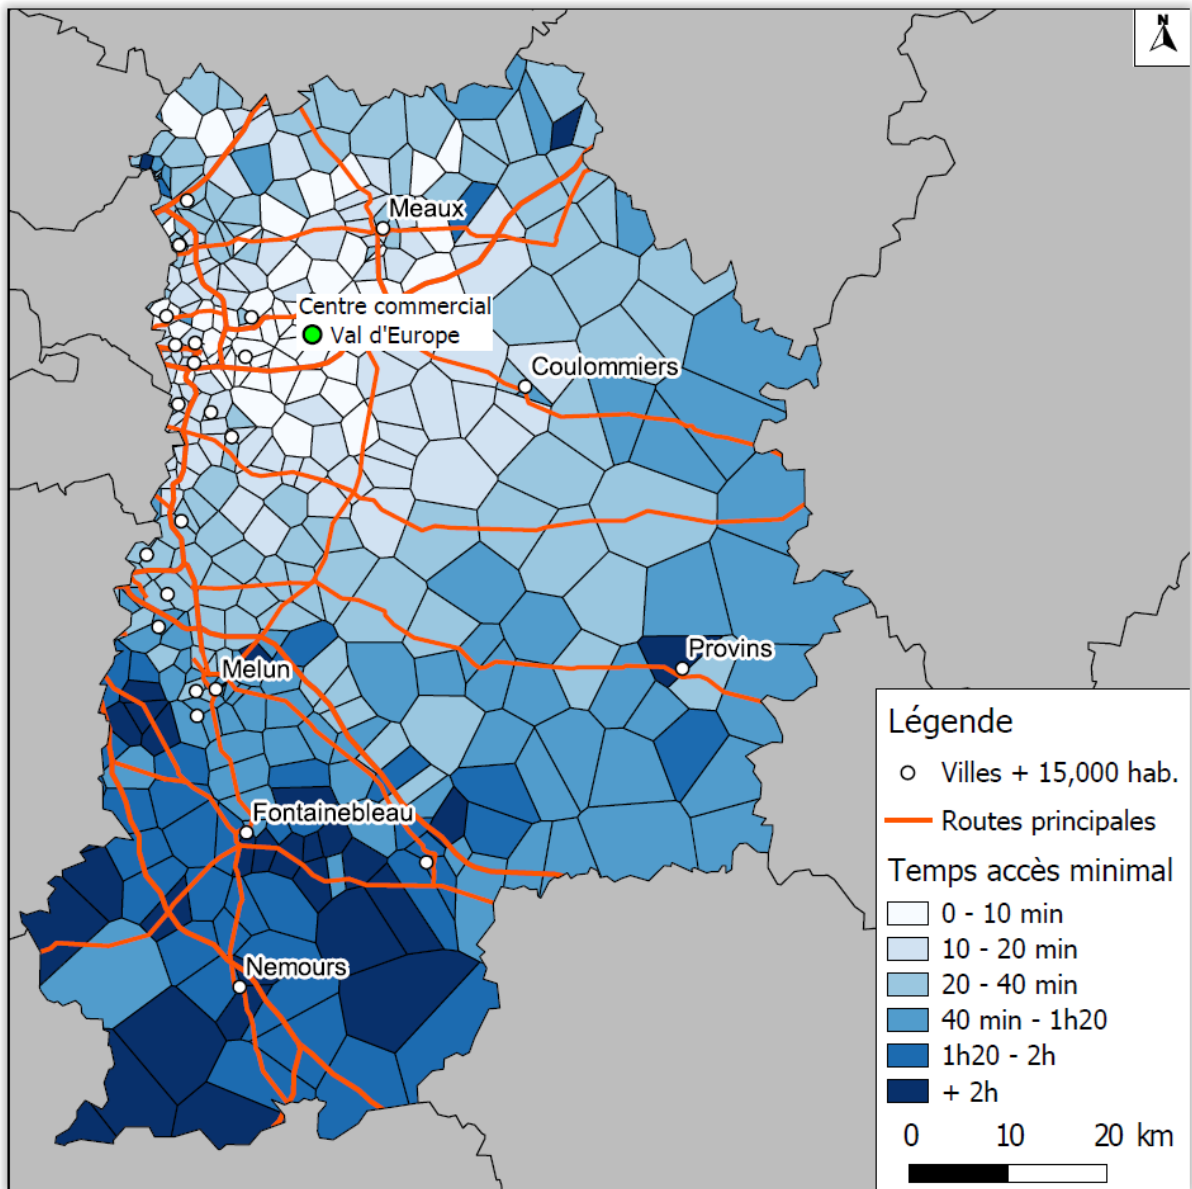 N
Meaux
Centre commercial
Val d'Europe
Coulommiers
Provins
Melun
Fontainebleau
Nemours
Légende
Villes + 15,000 hab.
Routes principales
Temps accès minimal
0 - 10 min
10 - 20 min
20 - 40 min
40 min - 1h20
1h20 - 2h
+ 2h
0 10 20 km